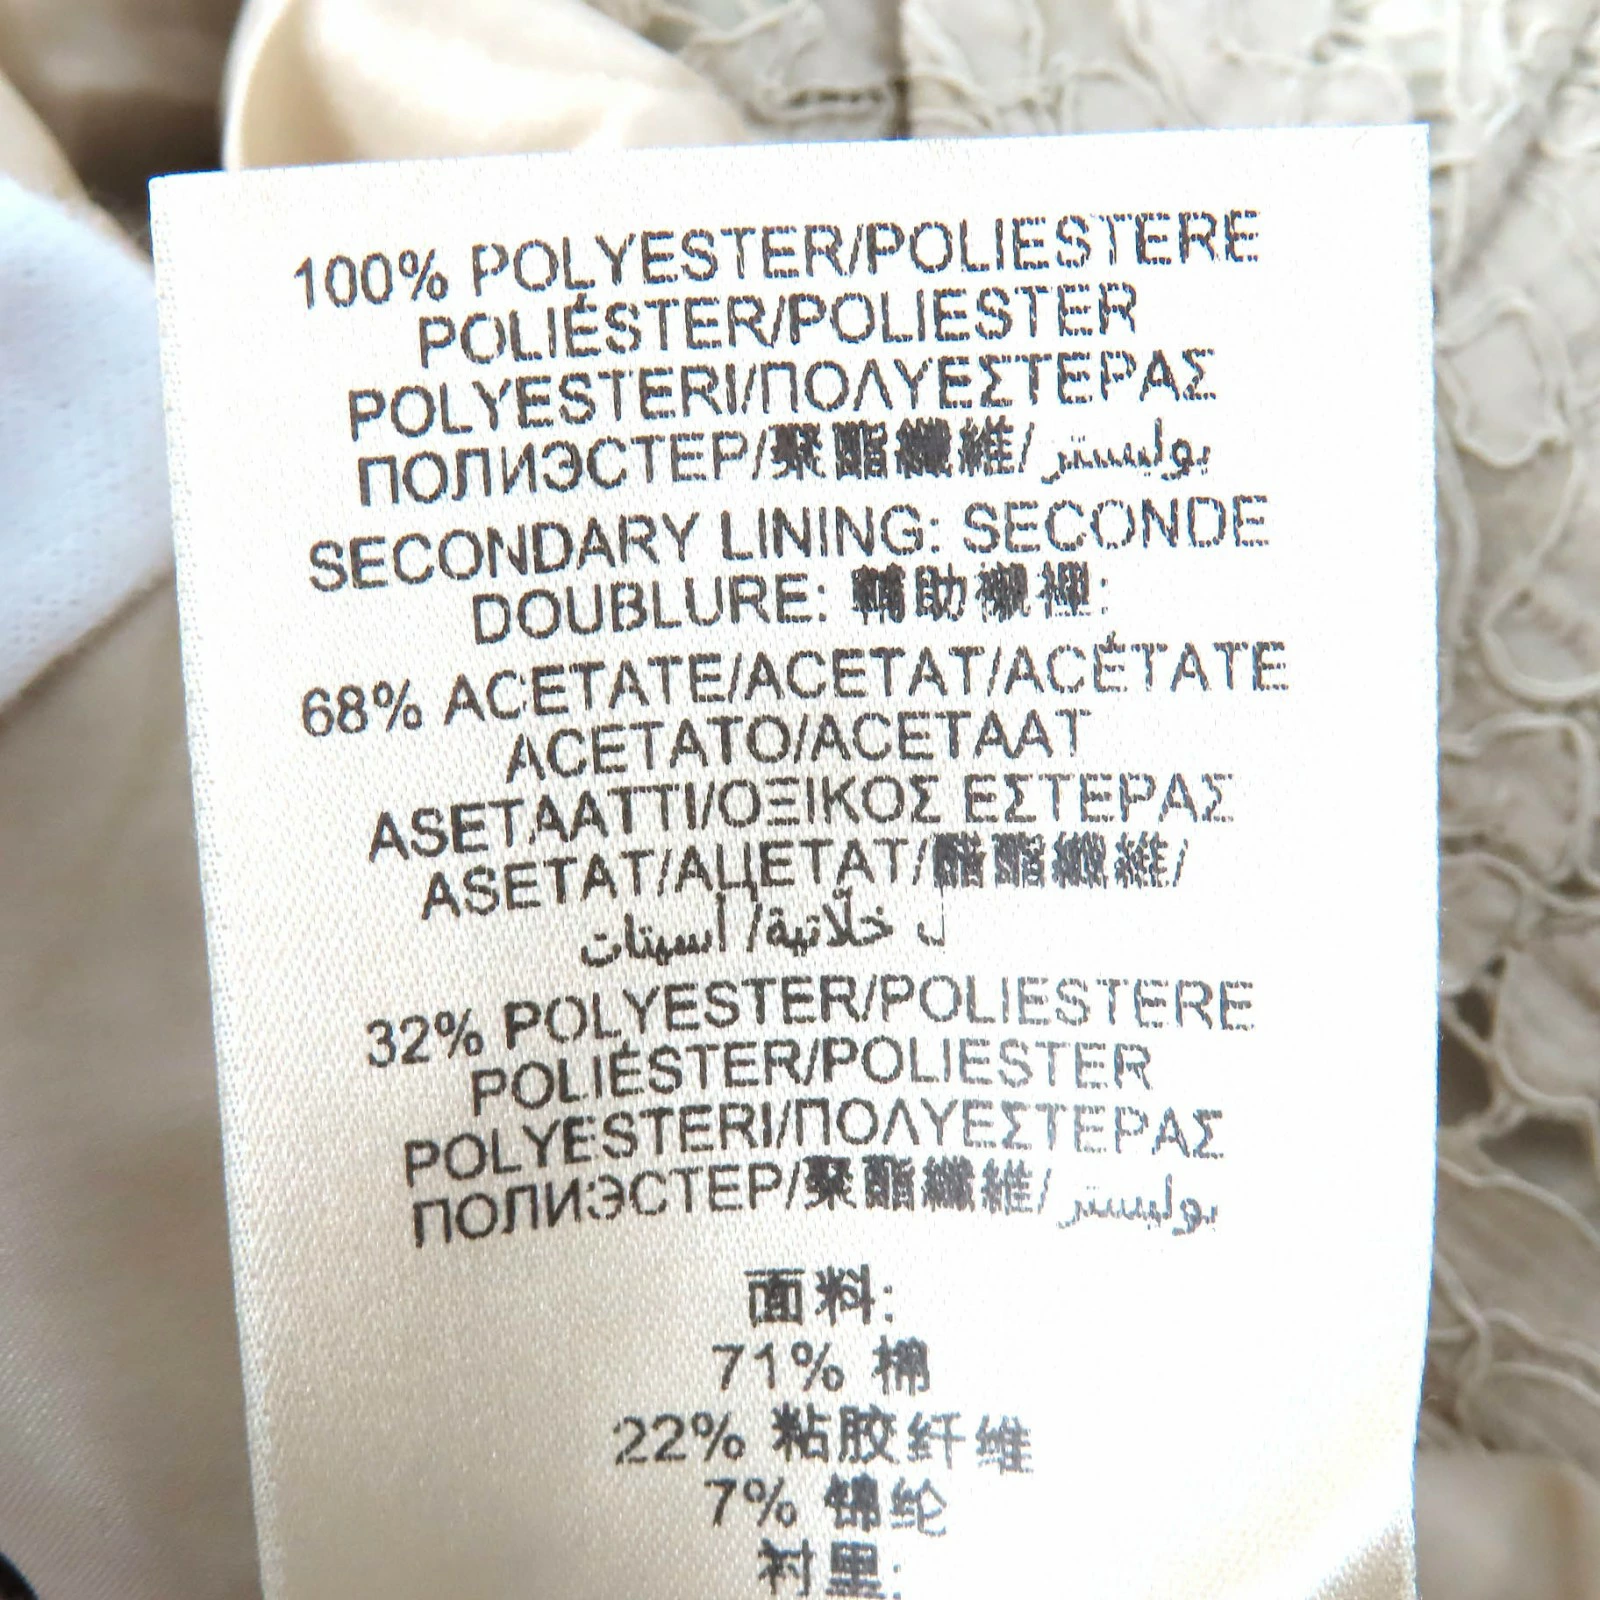 100% POLYESTER/POLIESTERE
POLIÉSTER/POLIESTER
POLYESTERI/ΠΟΛΥΕΣΤΕΡΑΣ
ПОЛИЭСТЕР/聚酯纖維/بوليستر
SECONDARY LINING: SECONDE
DOUBLURE: 輔助襯裡:
68% ACETATE/ACETAT/ACÉTATE
ACETATO/ACETAAT
ASETAATTI/ΟΞΙΚΟΣ ΕΣΤΕΡΑΣ
ASETAT/АЦЕТАТ/醋酯纖維/
ل خلّاتية/ أسيتات
32% POLYESTER/POLIESTERE
POLIÉSTER/POLIESTER
POLYESTERI/ΠΟΛΥΕΣΤΕΡΑΣ
ПОЛИЭСТЕР/聚酯纖維/بوليستر
面料:
71% 棉
22% 粘胶纤维
7% 锦纶
衬里: